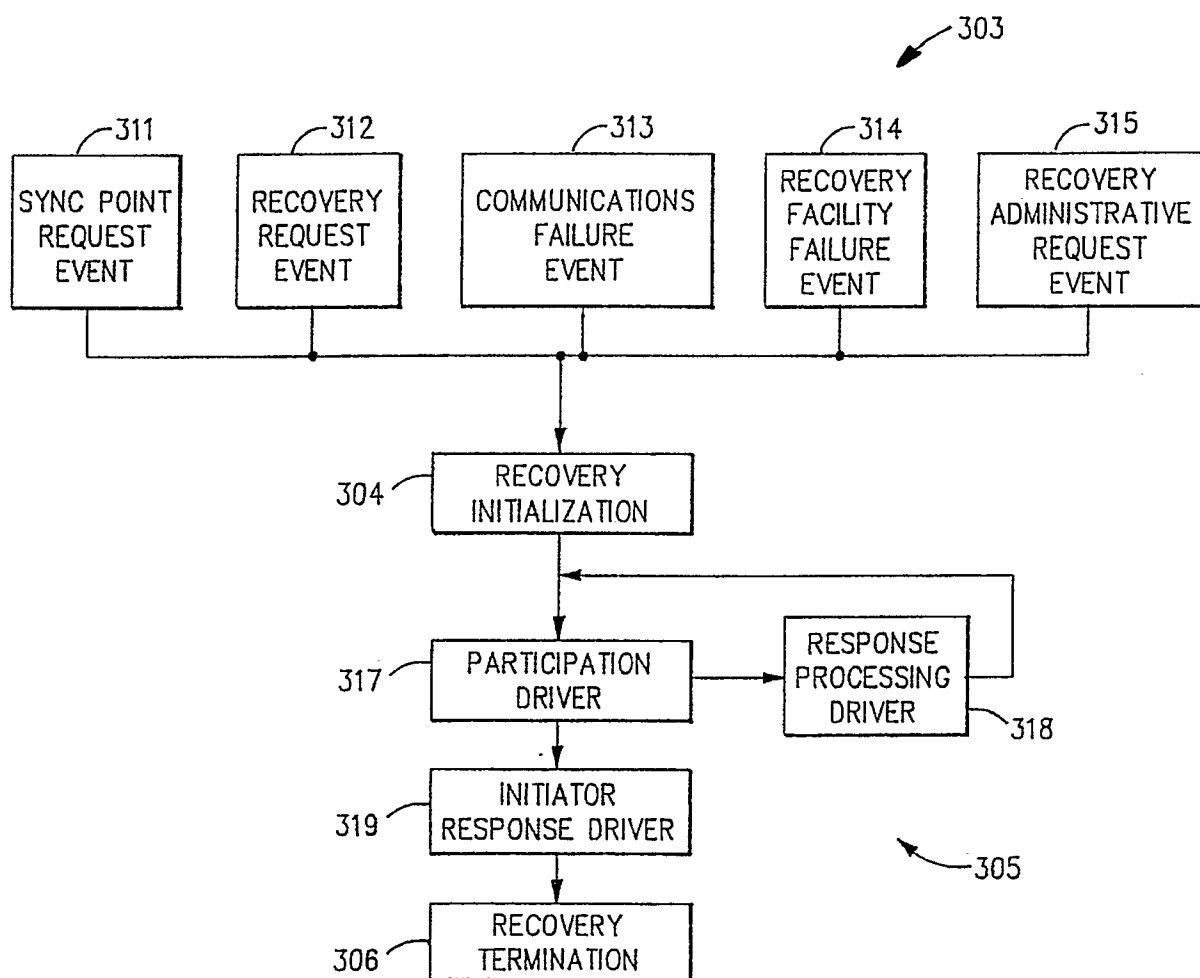 303
311
312
313
314
315
SYNC POINT
REQUEST
EVENT
RECOVERY
REQUEST
EVENT
COMMUNICATIONS
FAILURE
EVENT
RECOVERY
FACILITY
FAILURE
EVENT
RECOVERY
ADMINISTRATIVE
REQUEST
EVENT
304
RECOVERY
INITIALIZATION
317
PARTICIPATION
DRIVER
RESPONSE
PROCESSING
DRIVER
318
319
INITIATOR
RESPONSE DRIVER
305
306
RECOVERY
TERMINATION